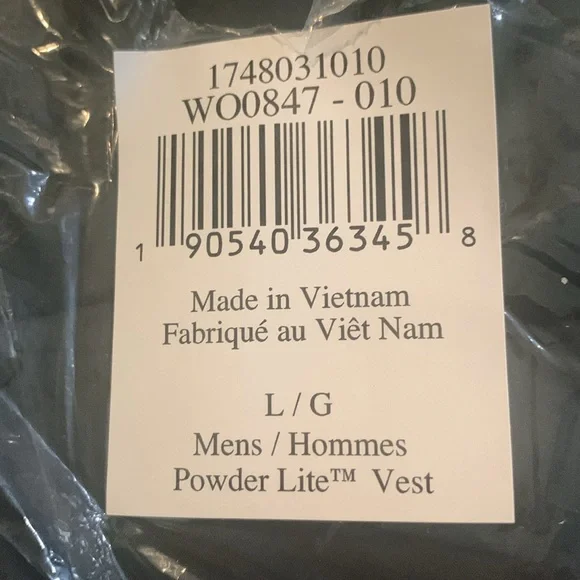 1748031010
WO0847 - 010
1 90540 36345 8
Made in Vietnam
Fabriqué au Viêt Nam
L / G
Mens / Hommes
Powder Lite™ Vest